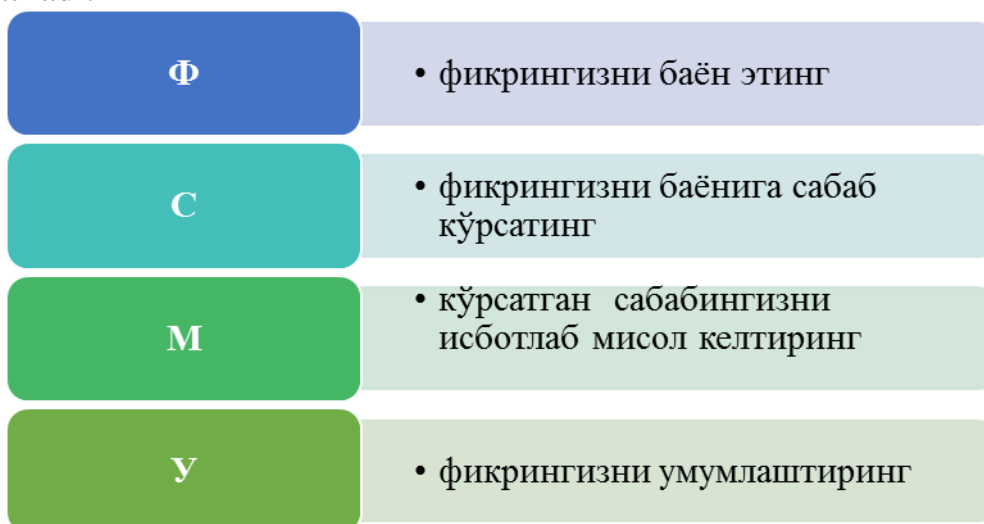 Ф
• фикрингизни баён этинг
С
• фикрингизни баёнига сабаб
кўрсатинг
М
• кўрсатган сабабингизни
исботлаб мисол келтиринг
У
• фикрингизни умумлаштиринг